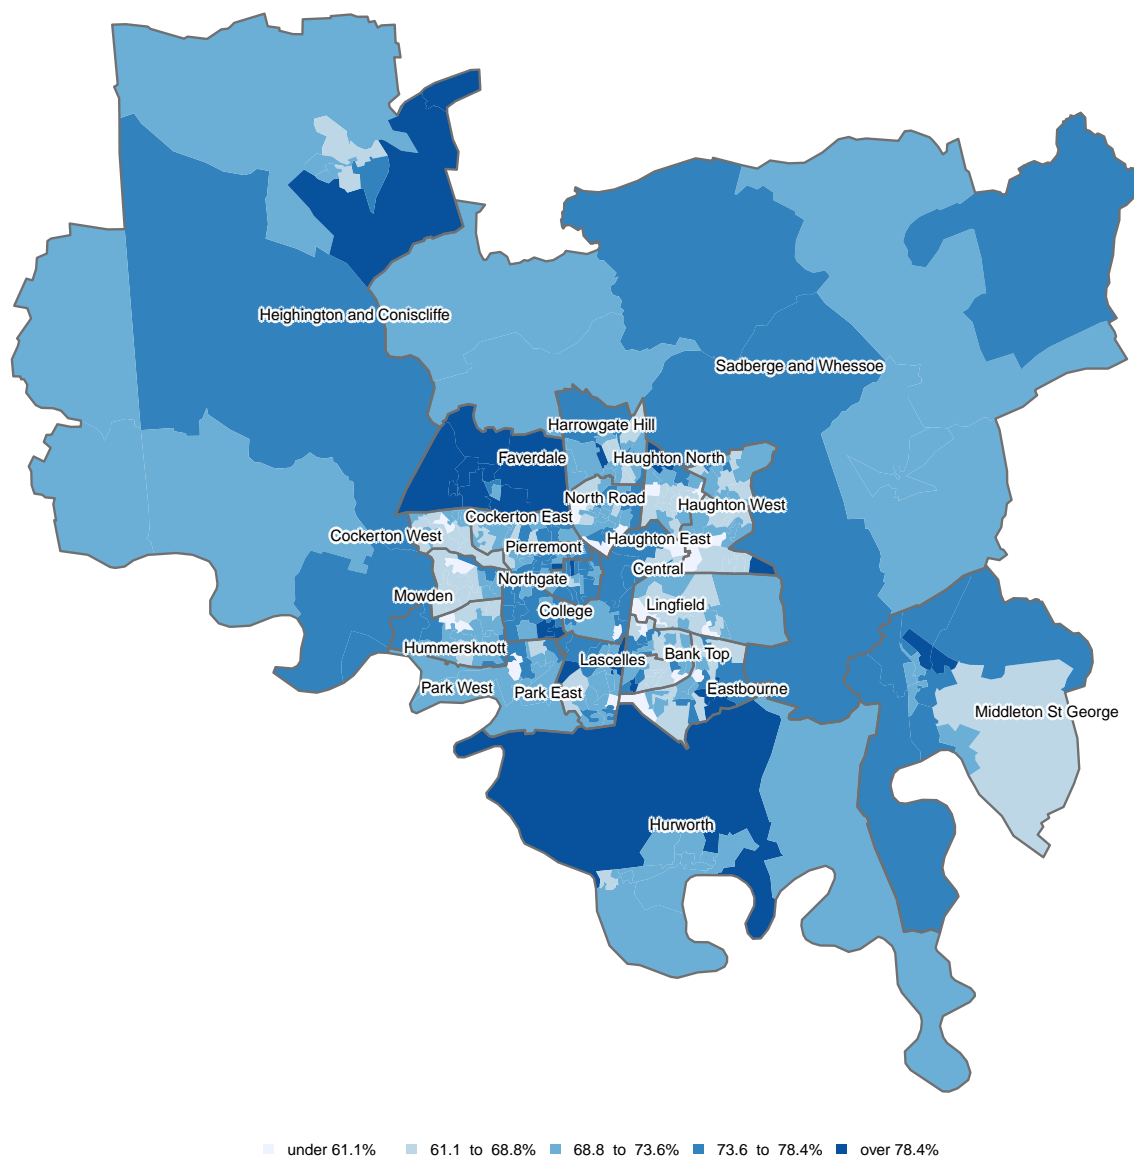 Heighington and Coniscliffe
Sadberge and Whessoe
Harrowgate Hill
Faverdale
Haughton North
North Road
Haughton West
Cockerton East
Cockerton West
Haughton East
Pierremont
Central
Northgate
Mowden
Lingfield
College
Hummersknott
Bank Top
Lascelles
Park West
Park East
Eastbourne
Middleton St George
Hurworth
under 61.1% 61.1 to 68.8% 68.8 to 73.6% 73.6 to 78.4% over 78.4%